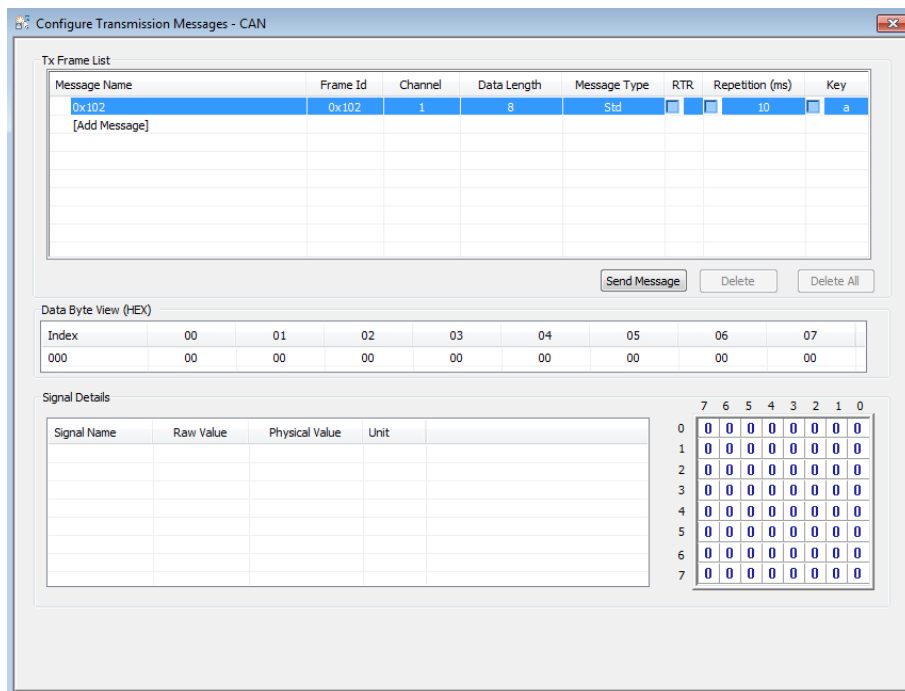 Configure Transmission Messages - CAN
Tx Frame List
Message Name Frame Id Channel Data Length Message Type RTR Repetition (ms) Key
0x102 0x102 1 8 Std 10 a
[Add Message]
Send Message Delete Delete All
Data Byte View (HEX)
Index 00 01 02 03 04 05 06 07
000 00 00 00 00 00 00 00 00
Signal Details
7 6 5 4 3 2 1 0
Signal Name Raw Value Physical Value Unit
0 0 0 0 0 0 0 0 0
1 0 0 0 0 0 0 0 0
2 0 0 0 0 0 0 0 0
3 0 0 0 0 0 0 0 0
4 0 0 0 0 0 0 0 0
5 0 0 0 0 0 0 0 0
6 0 0 0 0 0 0 0 0
7 0 0 0 0 0 0 0 0